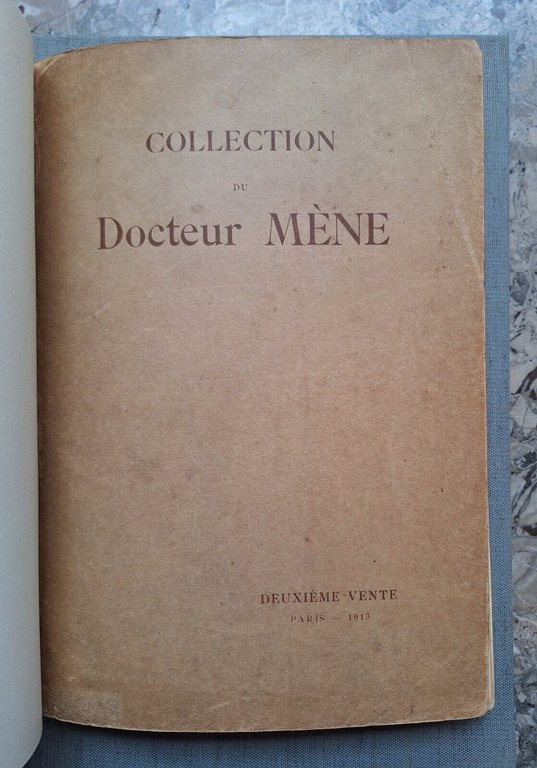 COLLECTION
DU
Docteur MÈNE
DEUXIÈME VENTE
PARIS — 1913